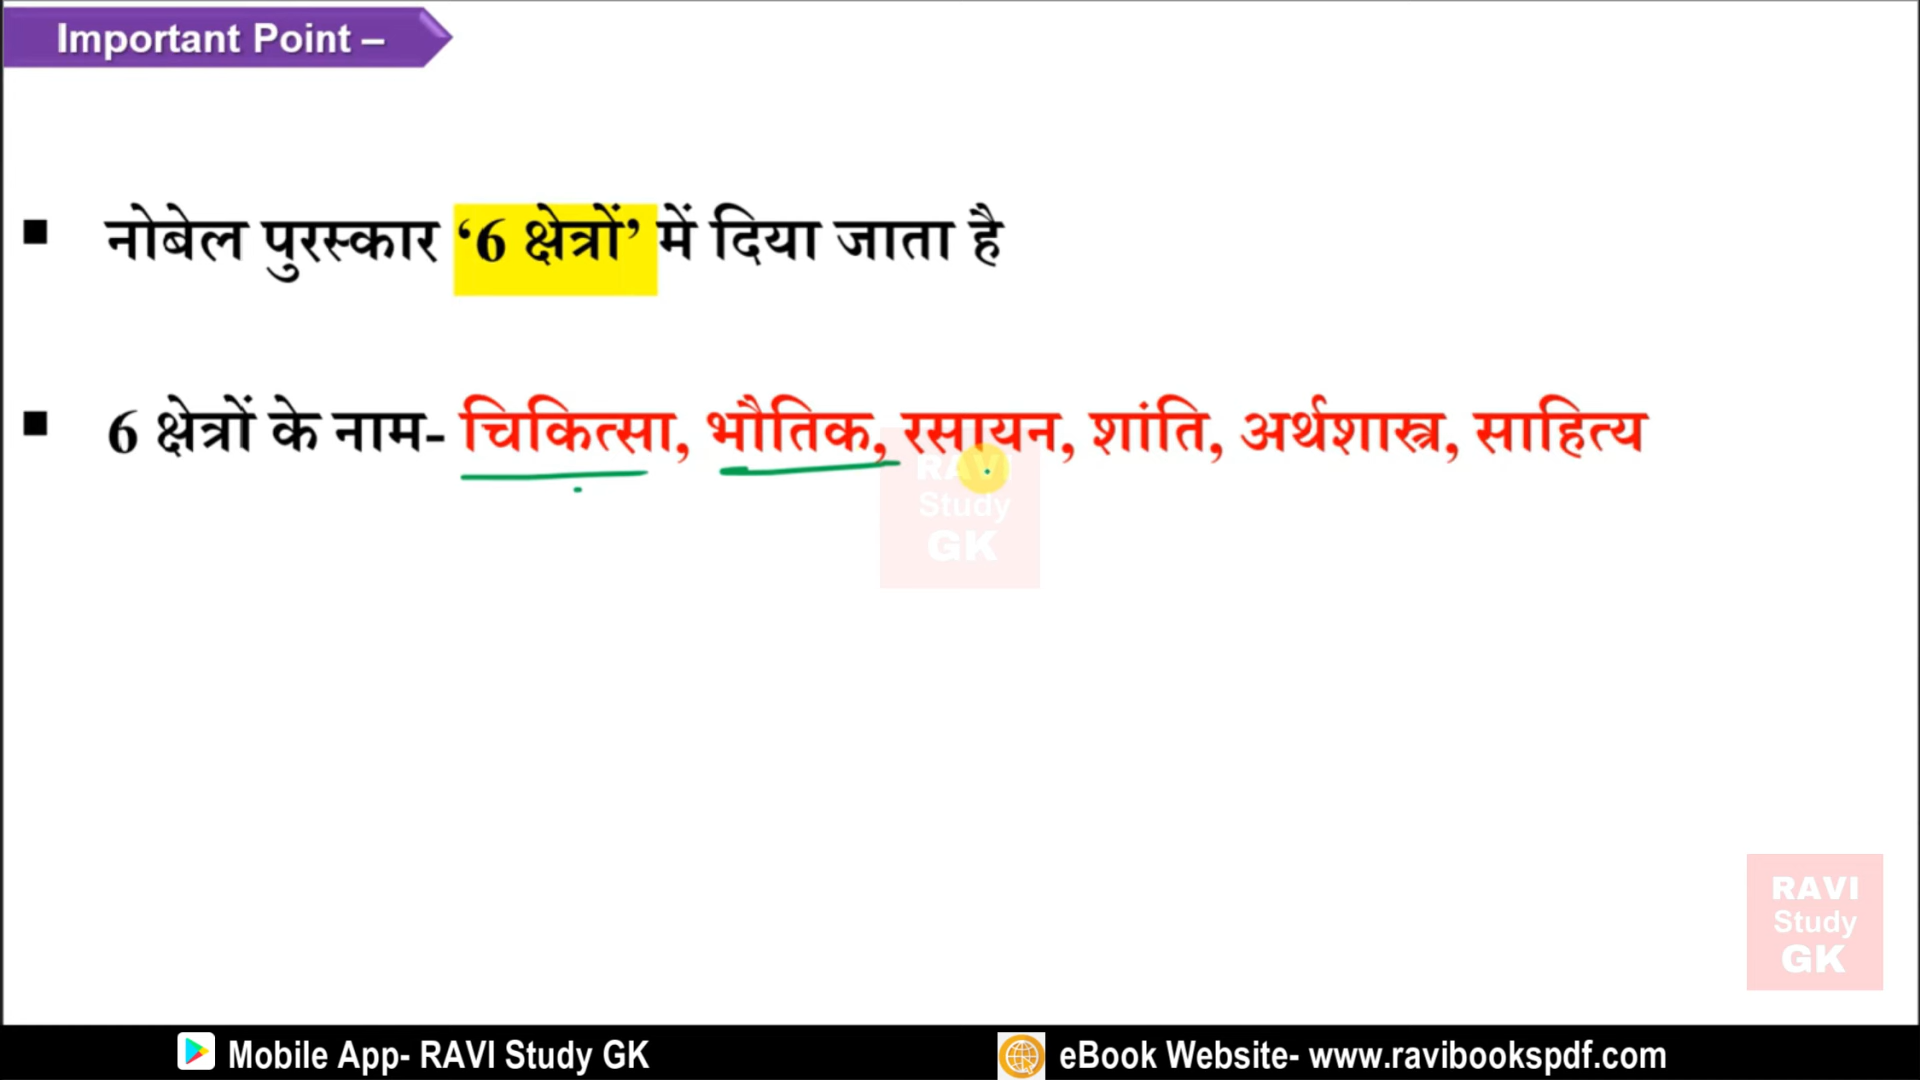 Important Point –
▪ नोबेल पुरस्कार ‘6 क्षेत्रों’ में दिया जाता है
▪ 6 क्षेत्रों के नाम- चिकित्सा, भौतिक, रसायन, शांति, अर्थशास्त्र, साहित्य
RAVI
Study
GK
RAVI
Study
GK
Mobile App- RAVI Study GK
eBook Website- www.ravibookspdf.com